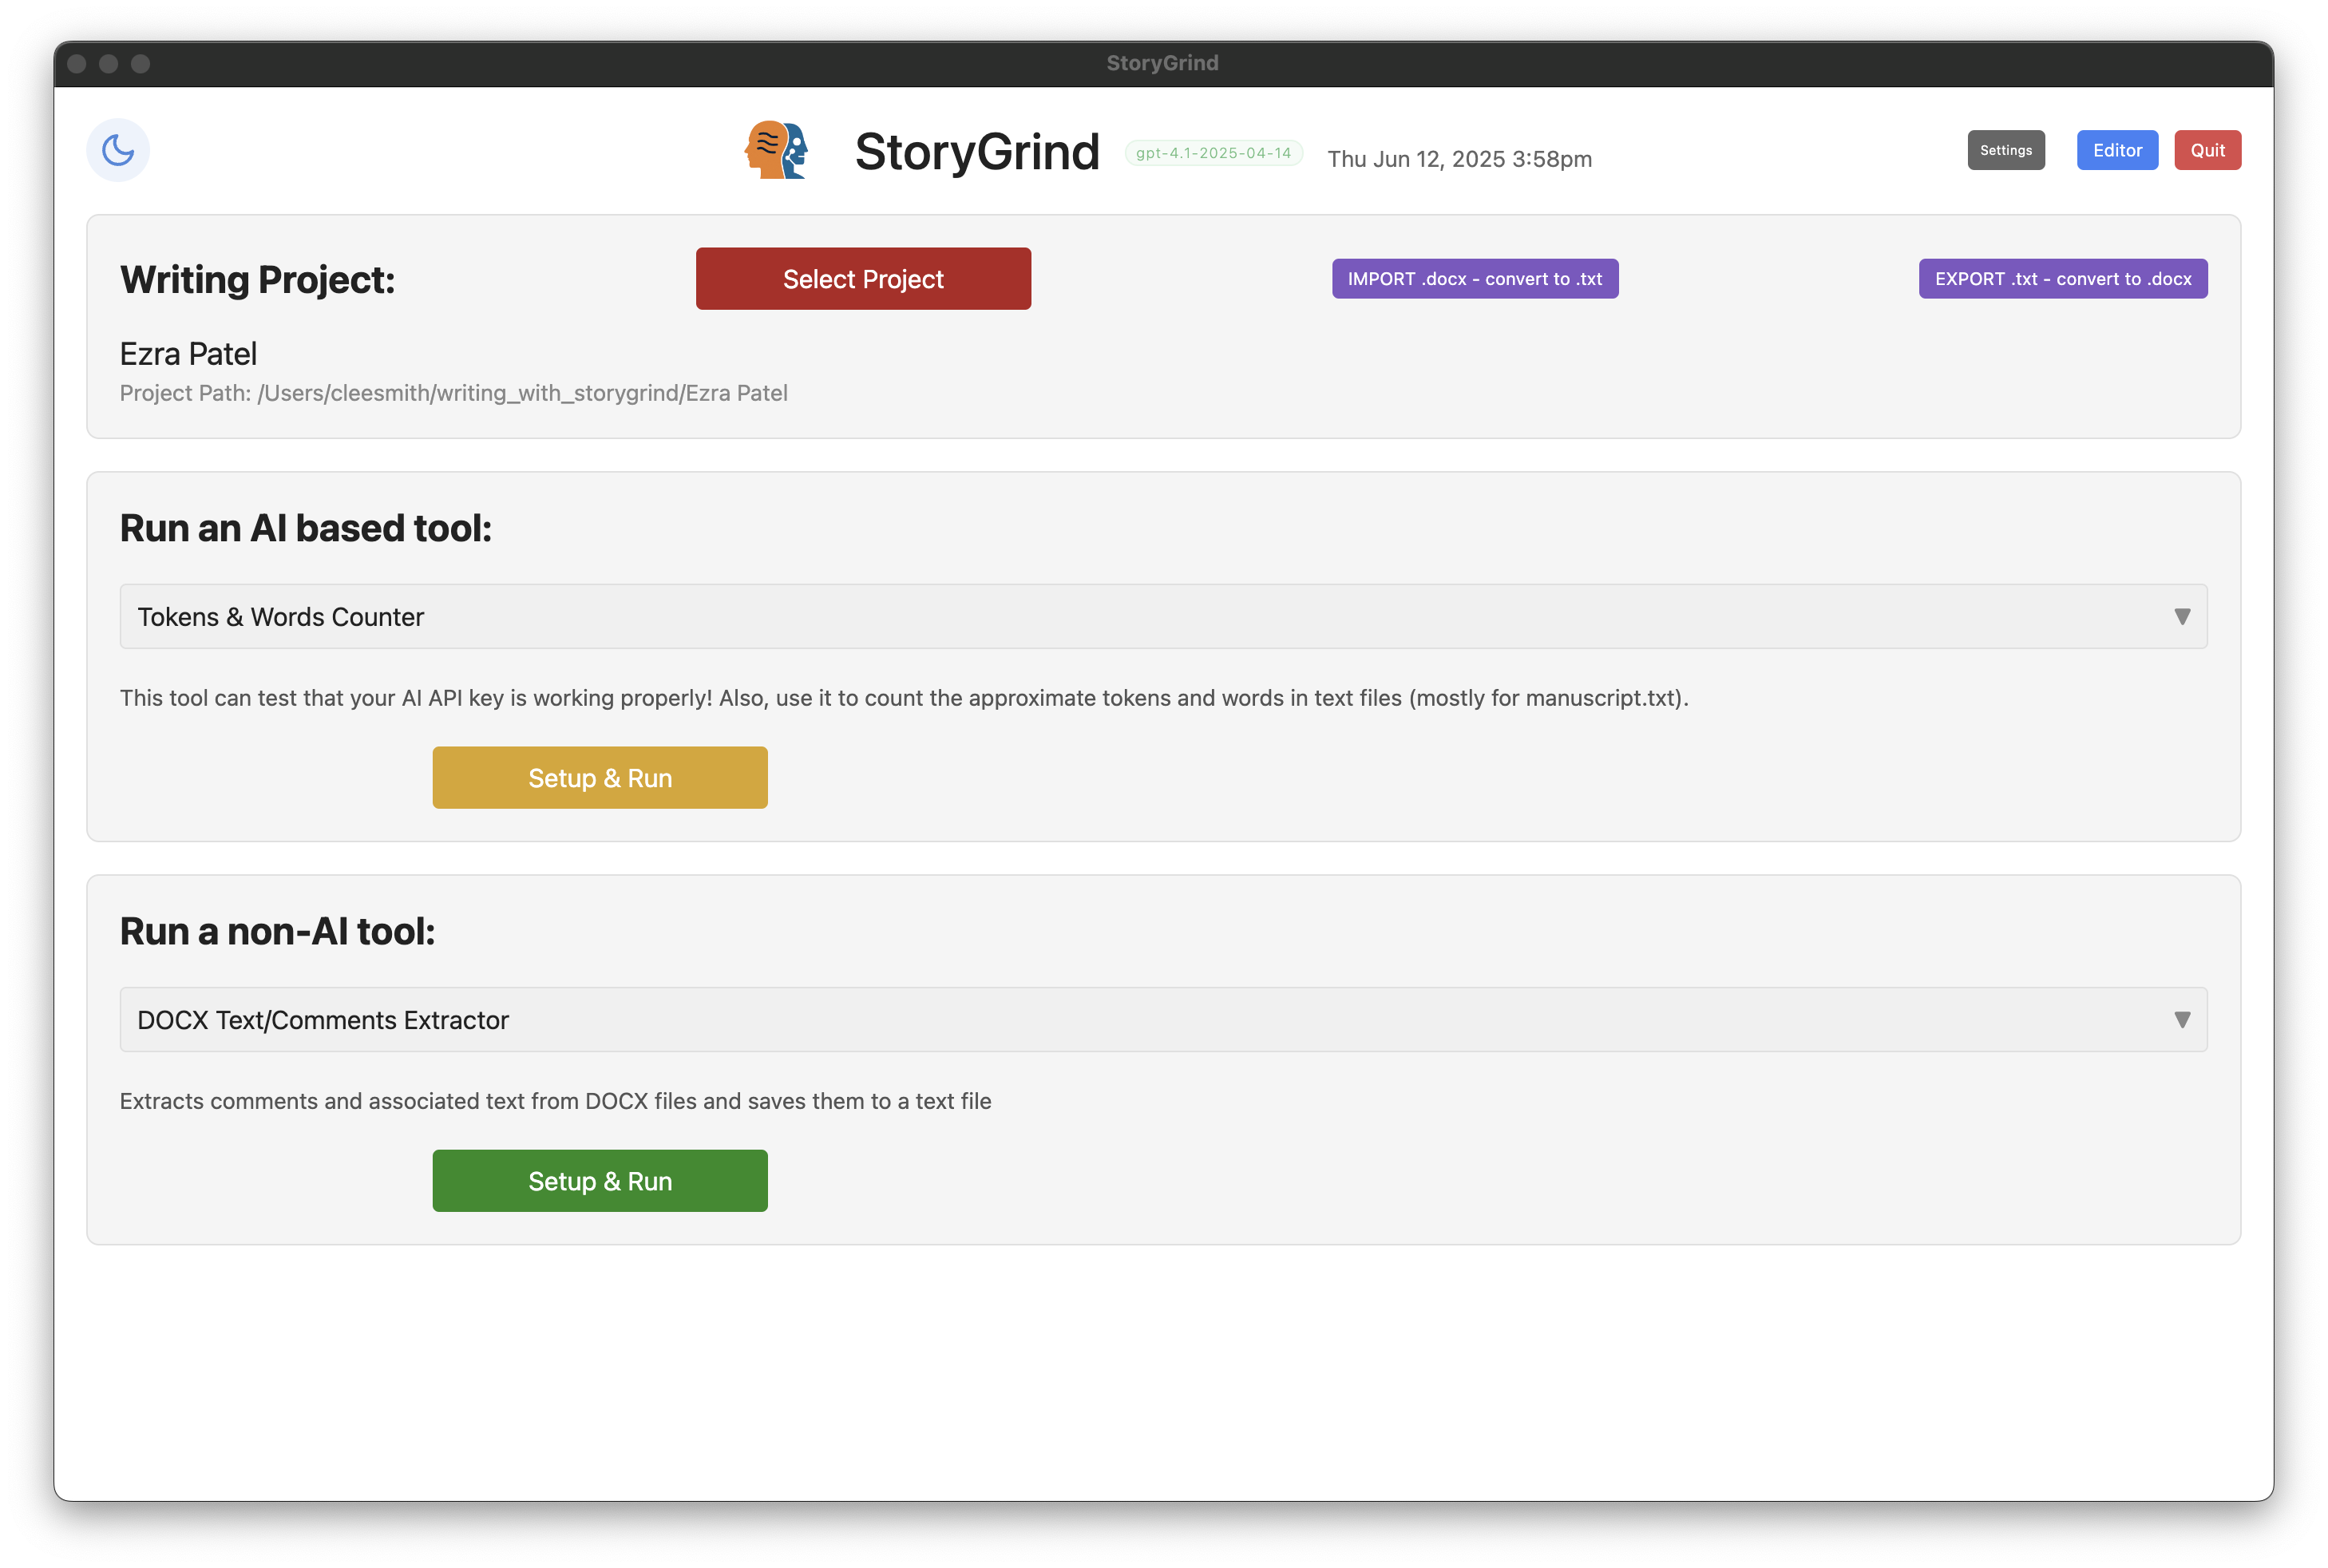 StoryGrind
StoryGrind
gpt-4.1-2025-04-14
Thu Jun 12, 2025 3:58pm
Settings
Editor
Quit
Writing Project:
Select Project
IMPORT .docx - convert to .txt
EXPORT .txt - convert to .docx
Ezra Patel
Project Path: /Users/cleesmith/writing_with_storygrind/Ezra Patel
Run an AI based tool:
Tokens & Words Counter
This tool can test that your AI API key is working properly! Also, use it to count the approximate tokens and words in text files (mostly for manuscript.txt).
Setup & Run
Run a non-AI tool:
DOCX Text/Comments Extractor
Extracts comments and associated text from DOCX files and saves them to a text file
Setup & Run